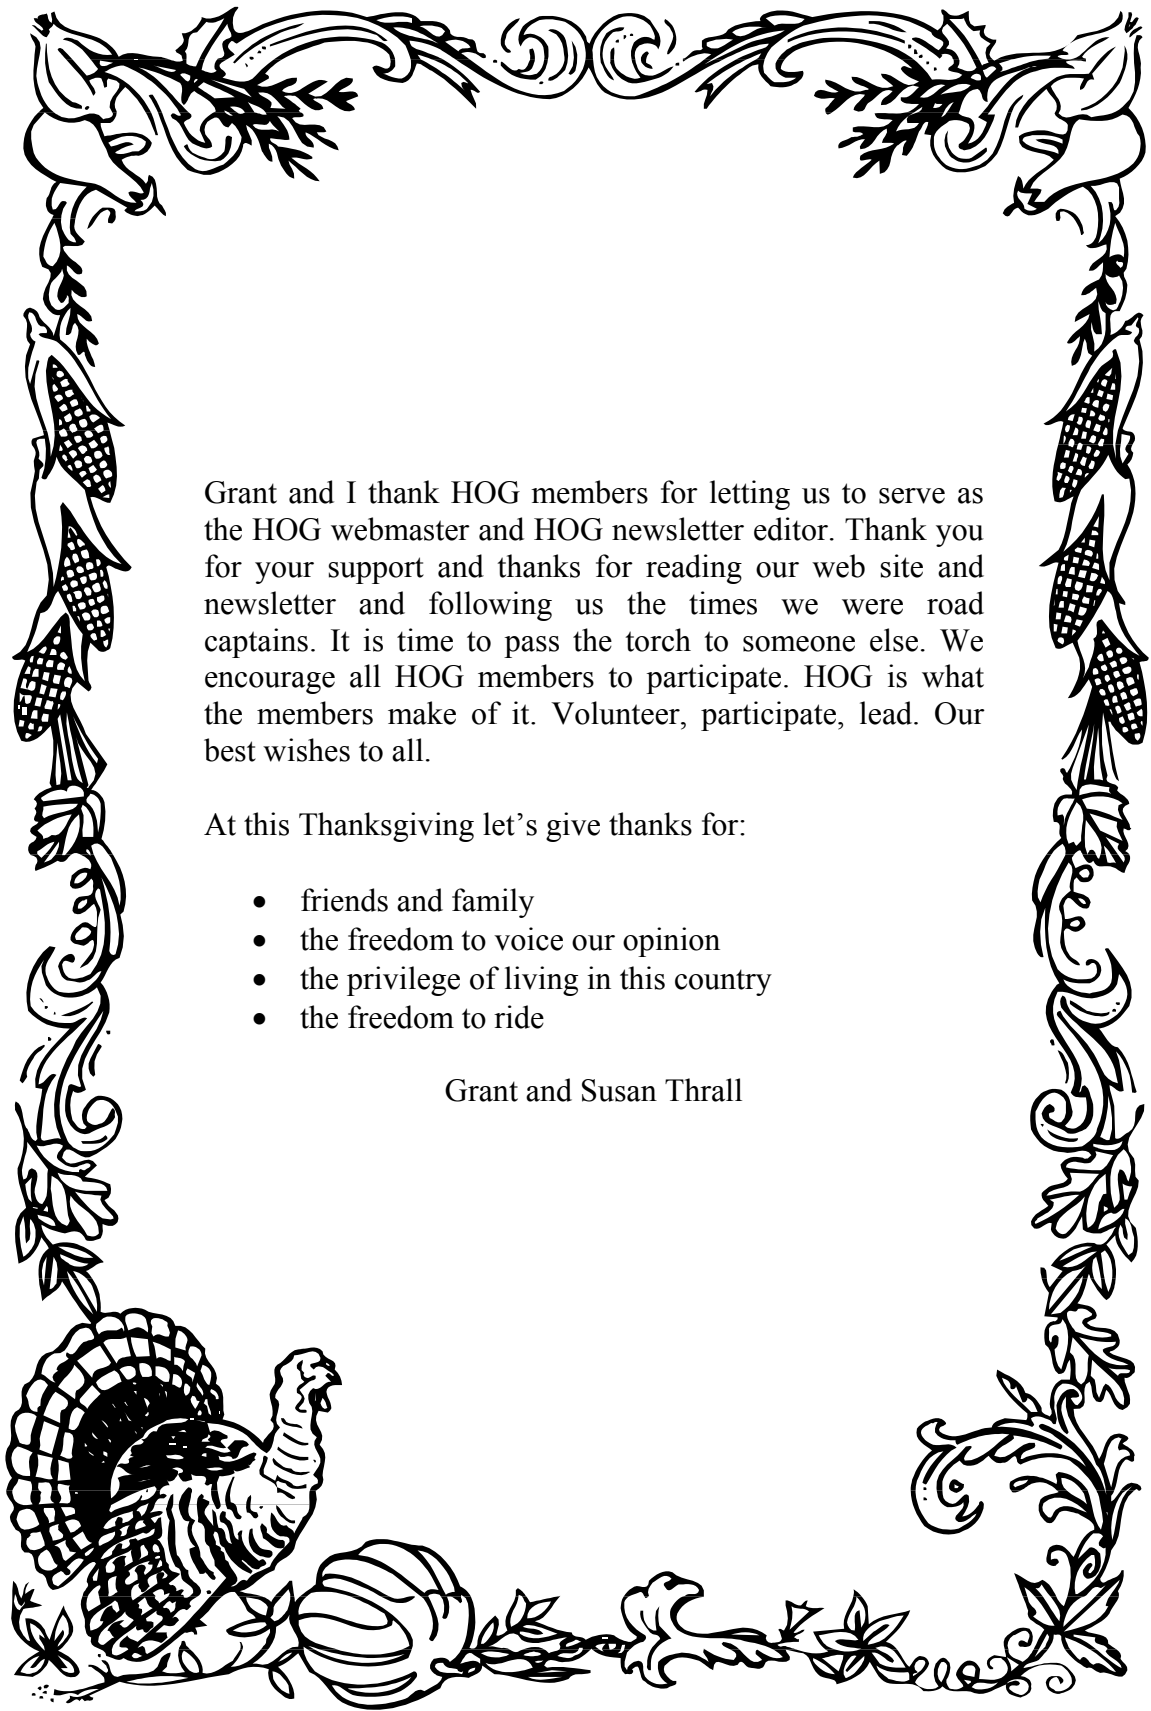 Grant and I thank HOG members for letting us to serve as
the HOG webmaster and HOG newsletter editor. Thank you
for your support and thanks for reading our web site and
newsletter and following us the times we were road
captains. It is time to pass the torch to someone else. We
encourage all HOG members to participate. HOG is what
the members make of it. Volunteer, participate, lead. Our
best wishes to all.
At this Thanksgiving let’s give thanks for:
• friends and family
• the freedom to voice our opinion
• the privilege of living in this country
• the freedom to ride
Grant and Susan Thrall